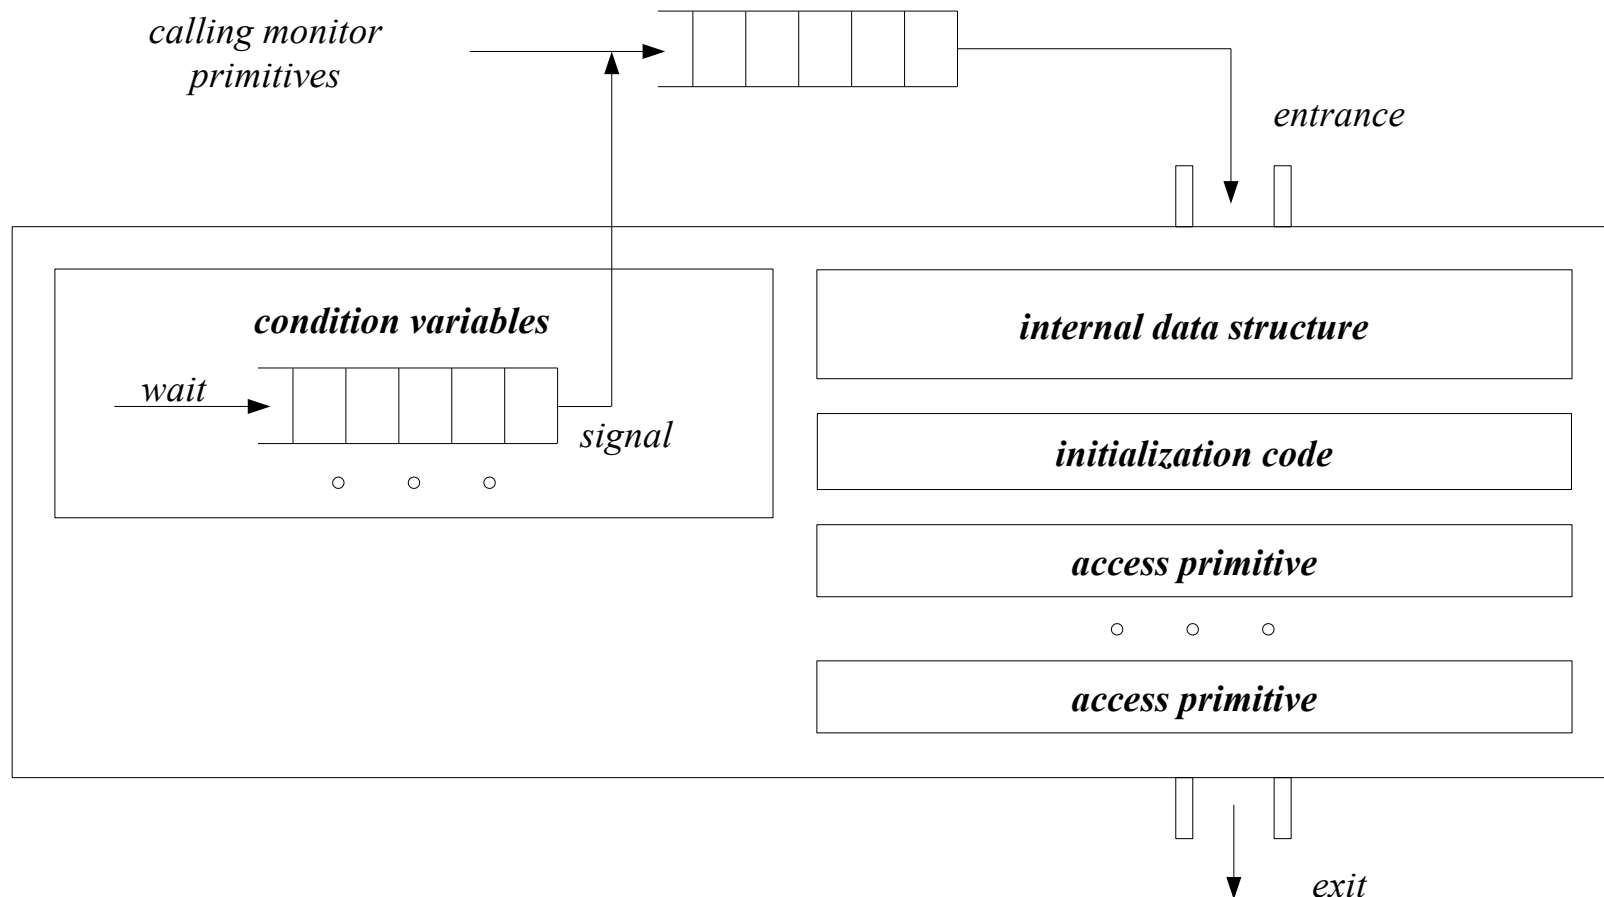 calling monitor
primitives
entrance
condition variables
internal data structure
wait
signal
initialization code
access primitive
access primitive
exit